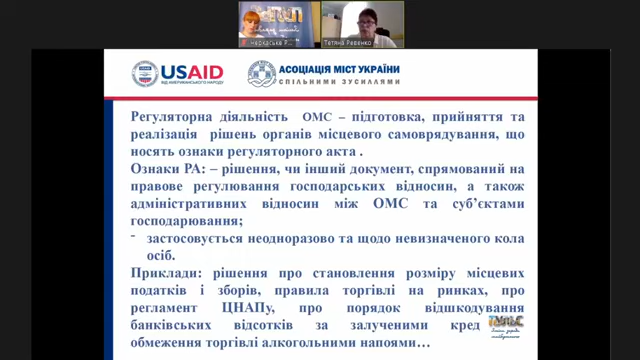 Тетяна Ревенко
USAID
ВІД АМЕРИКАНСЬКОГО НАРОДУ
АСОЦІАЦІЯ МІСТ УКРАЇНИ
СПІЛЬНИМИ ЗУСИЛЛЯМИ
Регуляторна діяльність ОМС – підготовка, прийняття та
реалізація рішень органів місцевого самоврядування, що
носять ознаки регуляторного акта .
Ознаки РА: – рішення, чи інший документ, спрямований на
правове регулювання господарських відносин, а також
адміністративних відносин між ОМС та суб’єктами
господарювання;
- застосовується неодноразово та щодо невизначеного кола
осіб.
Приклади: рішення про становлення розміру місцевих
податків і зборів, правила торгівлі на ринках, про
регламент ЦНАПу, про порядок відшкодування
банківських відсотків за залученими кред
обмеження торгівлі алкогольними напоями…